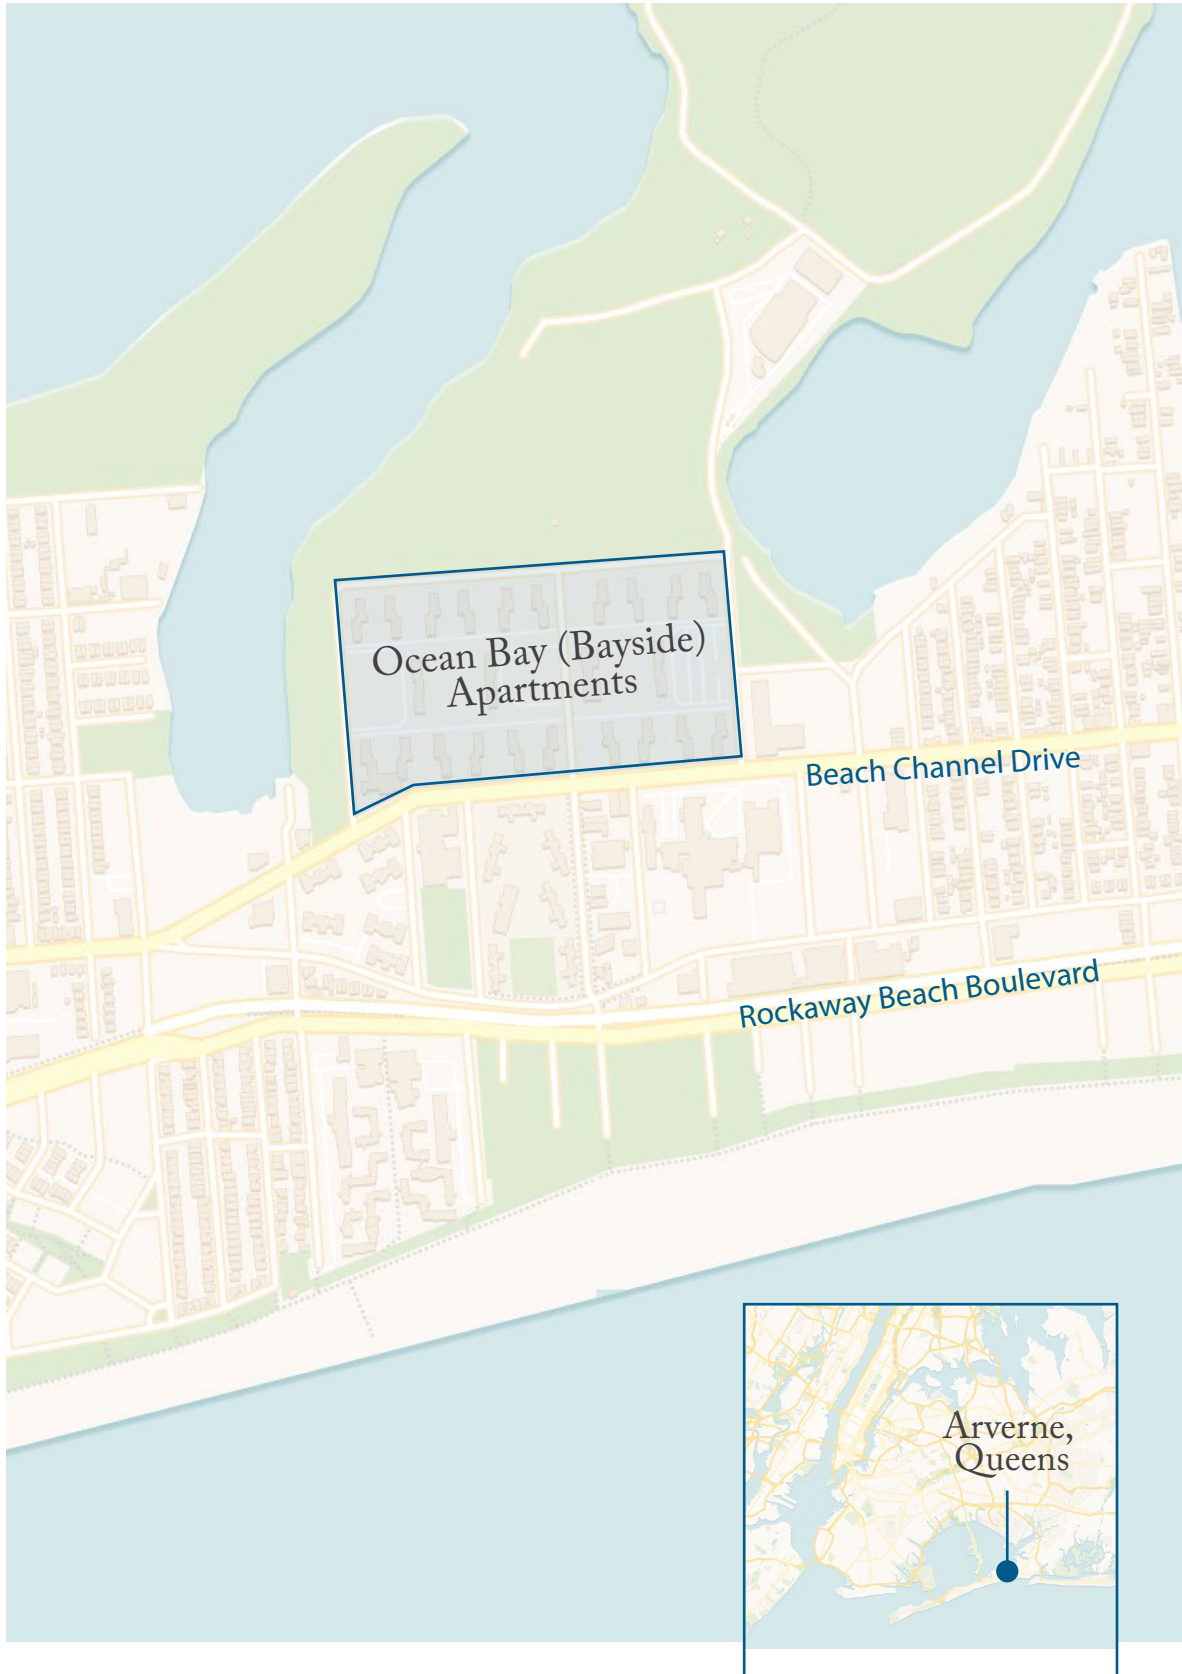 Ocean Bay (Bayside)
Apartments
Beach Channel Drive
Rockaway Beach Boulevard
Arverne,
Queens